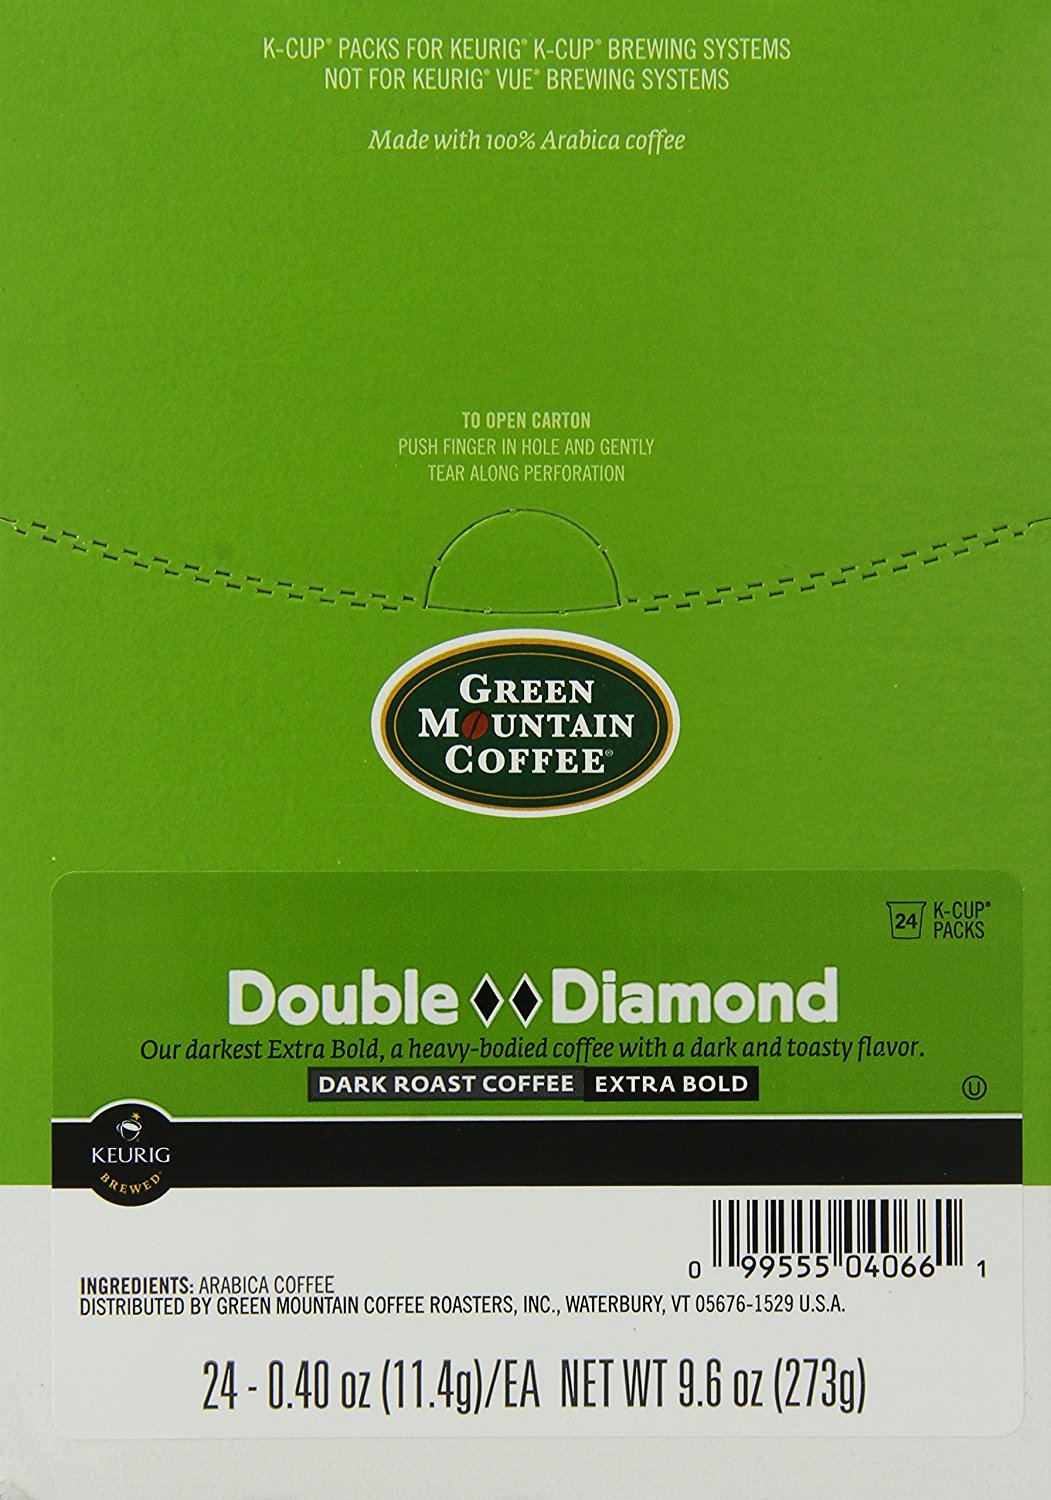 K-CUP® PACKS FOR KEURIG® K-CUP® BREWING SYSTEMS
NOT FOR KEURIG® VUE® BREWING SYSTEMS
Made with 100% Arabica coffee
TO OPEN CARTON
PUSH FINGER IN HOLE AND GENTLY
TEAR ALONG PERFORATION
GREEN
MOUNTAIN
COFFEE®
24 K-CUP®
PACKS
Double Diamond
Our darkest Extra Bold, a heavy-bodied coffee with a dark and toasty flavor.
DARK ROAST COFFEE EXTRA BOLD
U
KEURIG
BREWED™
0 99555 04066 1
INGREDIENTS: ARABICA COFFEE
DISTRIBUTED BY GREEN MOUNTAIN COFFEE ROASTERS, INC., WATERBURY, VT 05676-1529 U.S.A.
24 - 0.40 oz (11.4g)/EA NET WT 9.6 oz (273g)